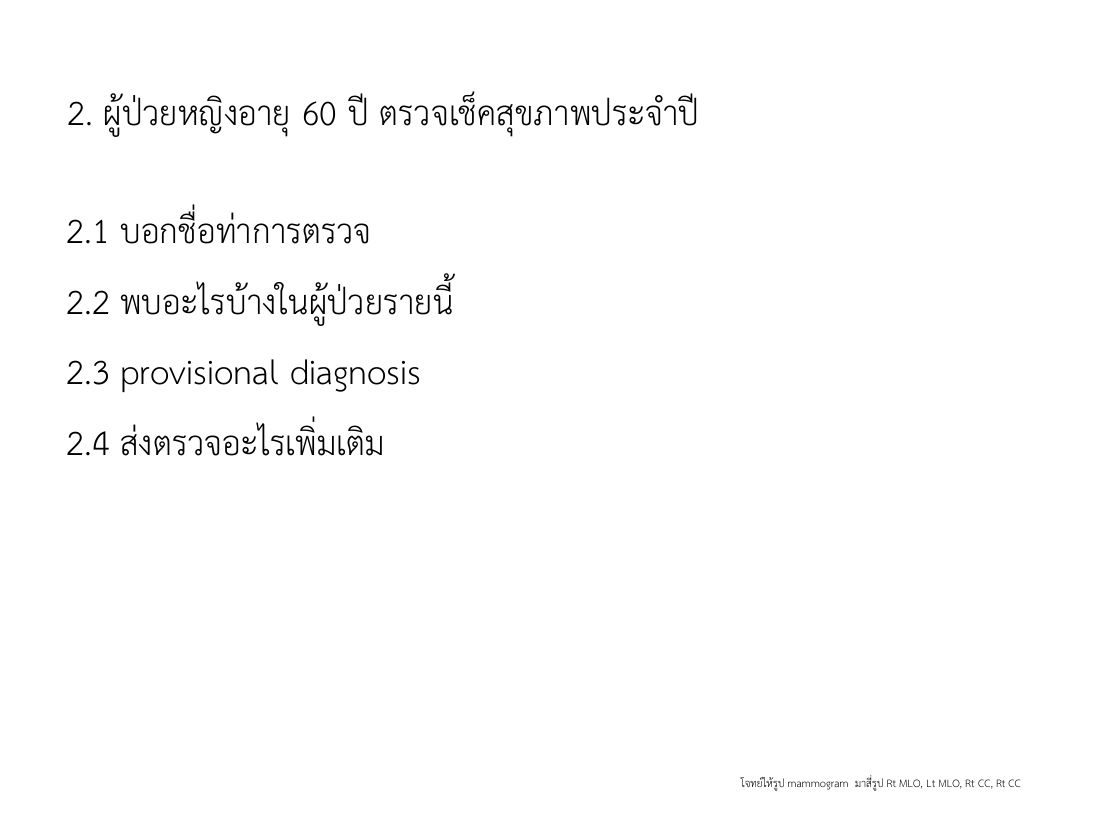 2. ผู้ป่วยหญิงอายุ 60 ปี ตรวจเช็คสุขภาพประจำปี
2.1 บอกชื่อท่าการตรวจ
2.2 พบอะไรบ้างในผู้ป่วยรายนี้
2.3 provisional diagnosis
2.4 ส่งตรวจอะไรเพิ่มเติม
โจทย์ให้รูป mammogram มาสี่รูป Rt MLO, Lt MLO, Rt CC, Rt CC